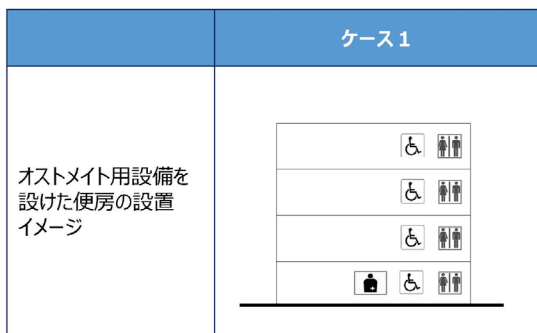 ケース１
オストメイト用設備を
設けた便房の設置
イメージ